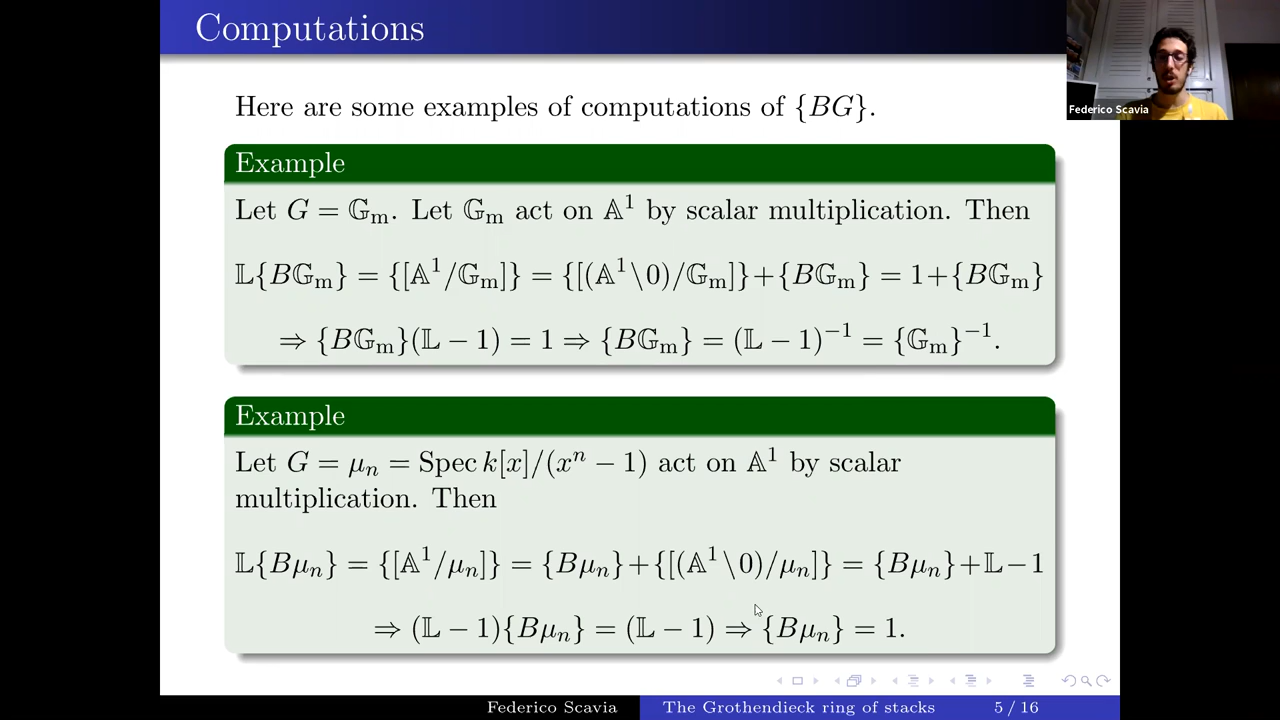 Computations
Federico Scavia
Here are some examples of computations of {BG}.
Example
Let G = 𝔾ₘ. Let 𝔾ₘ act on 𝔸¹ by scalar multiplication. Then
𝕃{B𝔾ₘ} = {[𝔸¹/𝔾ₘ]} = {[(𝔸¹\0)/𝔾ₘ]}+{B𝔾ₘ} = 1+{B𝔾ₘ}
⇒ {B𝔾ₘ}(𝕃 − 1) = 1 ⇒ {B𝔾ₘ} = (𝕃 − 1)⁻¹ = {𝔾ₘ}⁻¹.
Example
Let G = μₙ = Spec k[x]/(xⁿ − 1) act on 𝔸¹ by scalar
multiplication. Then
𝕃{Bμₙ} = {[𝔸¹/μₙ]} = {Bμₙ}+{[(𝔸¹\0)/μₙ]} = {Bμₙ}+𝕃−1
⇒ (𝕃 − 1){Bμₙ} = (𝕃 − 1) ⇒ {Bμₙ} = 1.
Federico Scavia The Grothendieck ring of stacks 5 / 16